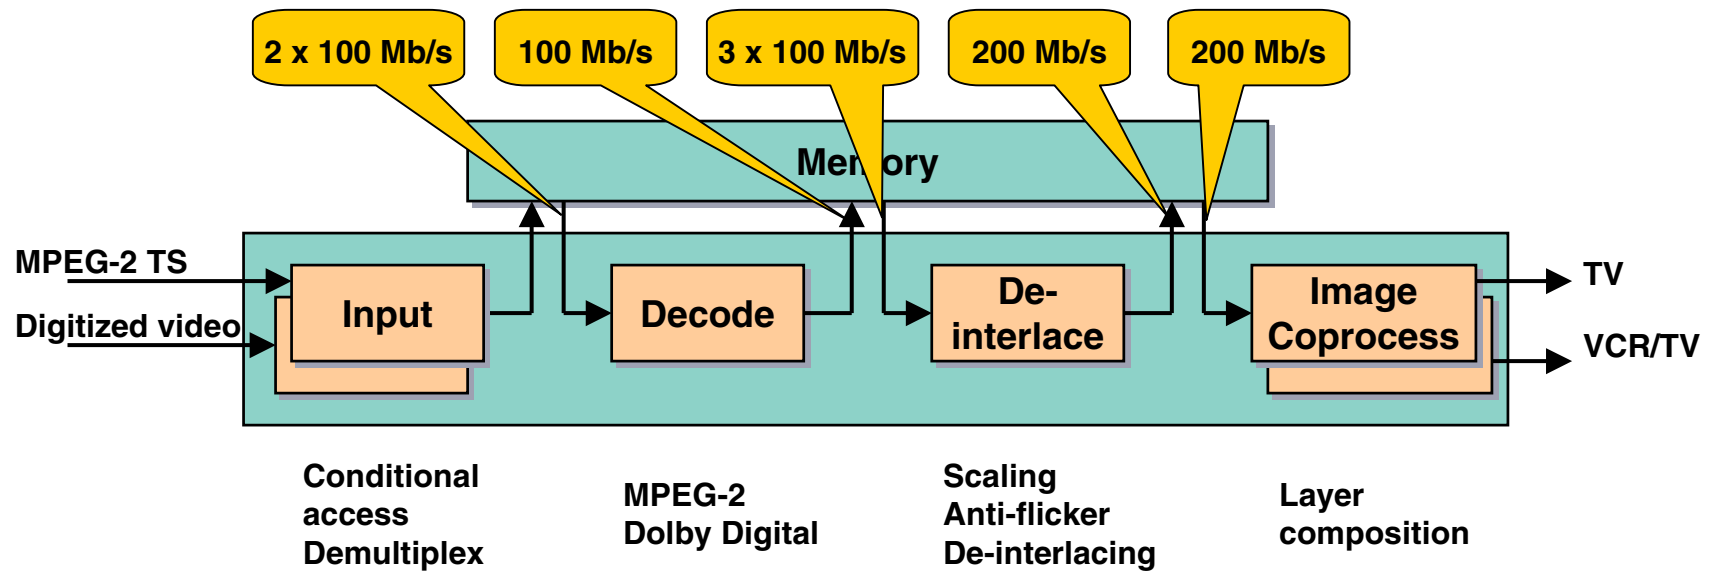 2 x 100 Mb/s
100 Mb/s
3 x 100 Mb/s
200 Mb/s
200 Mb/s
Memory
MPEG-2 TS
Digitized video
Input
Decode
De-
interlace
Image
Coprocess
TV
VCR/TV
Conditional
access
Demultiplex
MPEG-2
Dolby Digital
Scaling
Anti-flicker
De-interlacing
Layer
composition